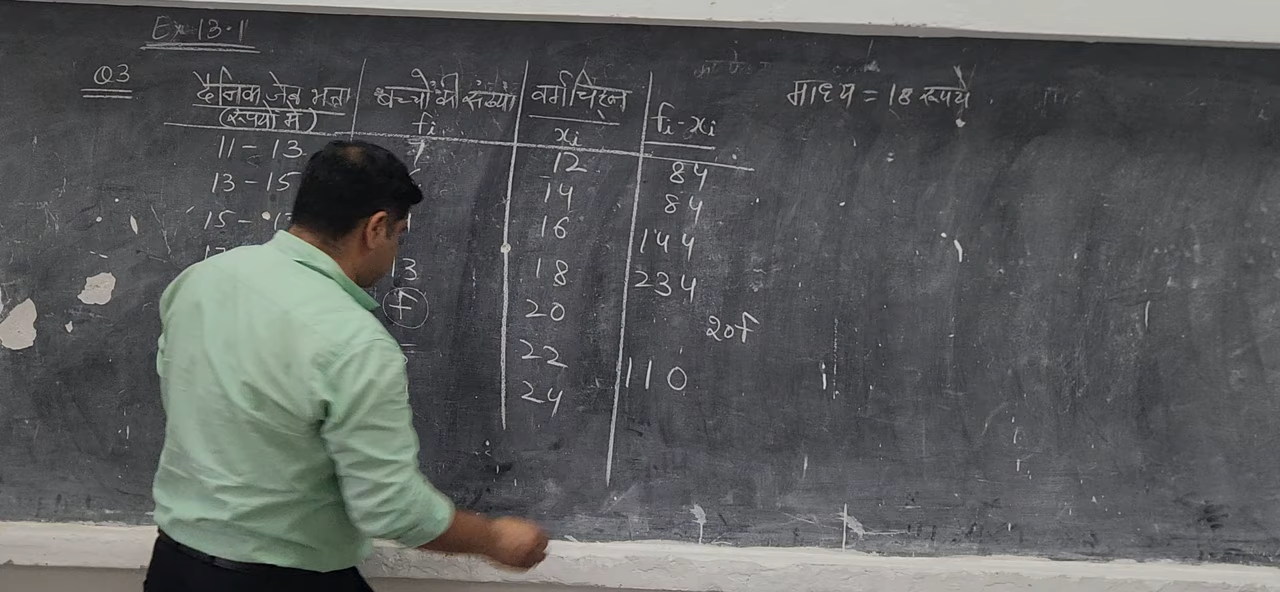 Ex 13.1
Q3
दैनिक जेब भत्ता (रुपयों में) बच्चों की संख्या fi वर्ग चिह्न xi fi-xi
माध्य = 18 रूपये
11-13 7 12 84
13-15 14 84
15- 16 144
13 18 234
f 20 20f
22 110
24